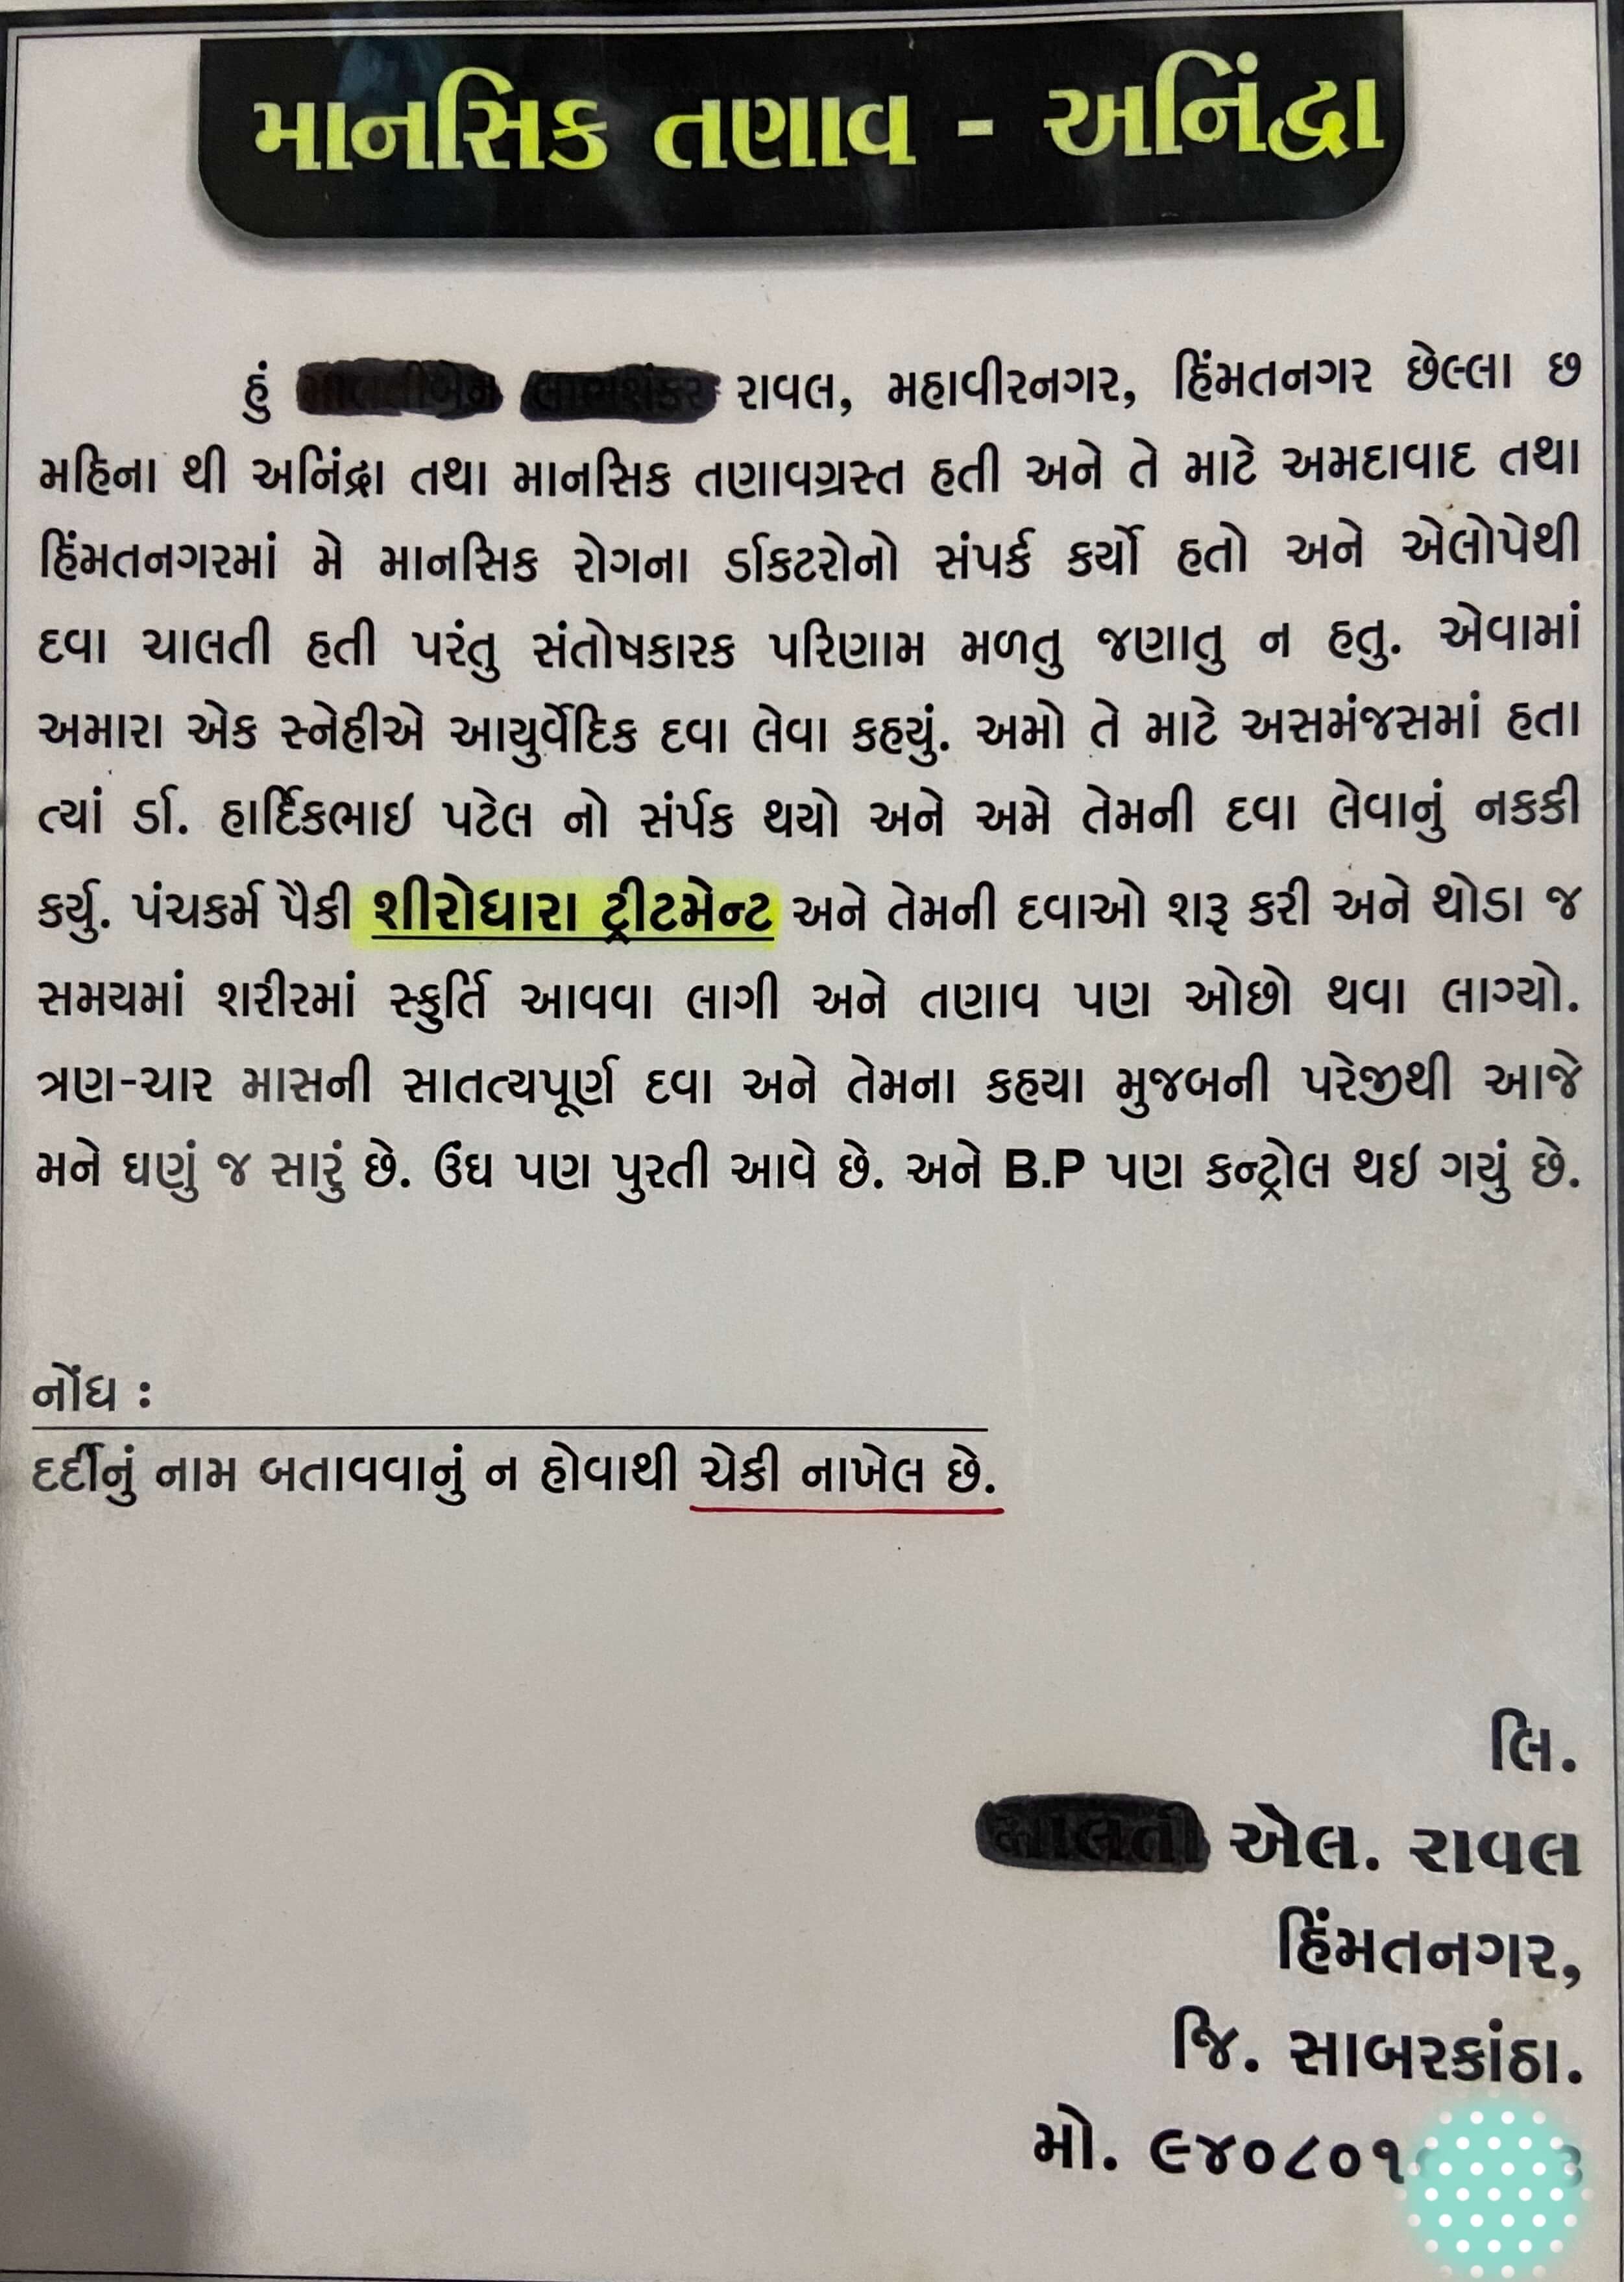 માનસિક તણાવ - અનિંદ્રા
હું રાવલ, મહાવીરનગર, હિંમતનગર છેલ્લા છ
મહિના થી અનિંદ્રા તથા માનસિક તણાવગ્રસ્ત હતી અને તે માટે અમદાવાદ તથા
હિંમતનગરમાં મે માનસિક રોગના ર્ડાકટરોનો સંપર્ક કર્યો હતો અને એલોપેથી
દવા ચાલતી હતી પરંતુ સંતોષકારક પરિણામ મળતુ જણાતુ ન હતુ. એવામાં
અમારા એક સ્નેહીએ આયુર્વેદિક દવા લેવા કહયું. અમો તે માટે અસમંજસમાં હતા
ત્યાં ર્ડા. હાર્દિકભાઇ પટેલ નો સંર્પક થયો અને અમે તેમની દવા લેવાનું નકકી
કર્યુ. પંચકર્મ પૈકી શીરોધારા ટ્રીટમેન્ટ અને તેમની દવાઓ શરૂ કરી અને થોડા જ
સમયમાં શરીરમાં સ્ફુર્તિ આવવા લાગી અને તણાવ પણ ઓછો થવા લાગ્યો.
ત્રણ-ચાર માસની સાતત્યપૂર્ણ દવા અને તેમના કહયા મુજબની પરેજીથી આજે
મને ઘણું જ સારું છે. ઉંઘ પણ પુરતી આવે છે. અને B.P પણ કન્ટ્રોલ થઇ ગયું છે.
નોંધ :
દર્દીનું નામ બતાવવાનું ન હોવાથી ચેકી નાખેલ છે.
લિ.
એલ. રાવલ
હિંમતનગર,
જિ. સાબરકાંઠા.
મો.